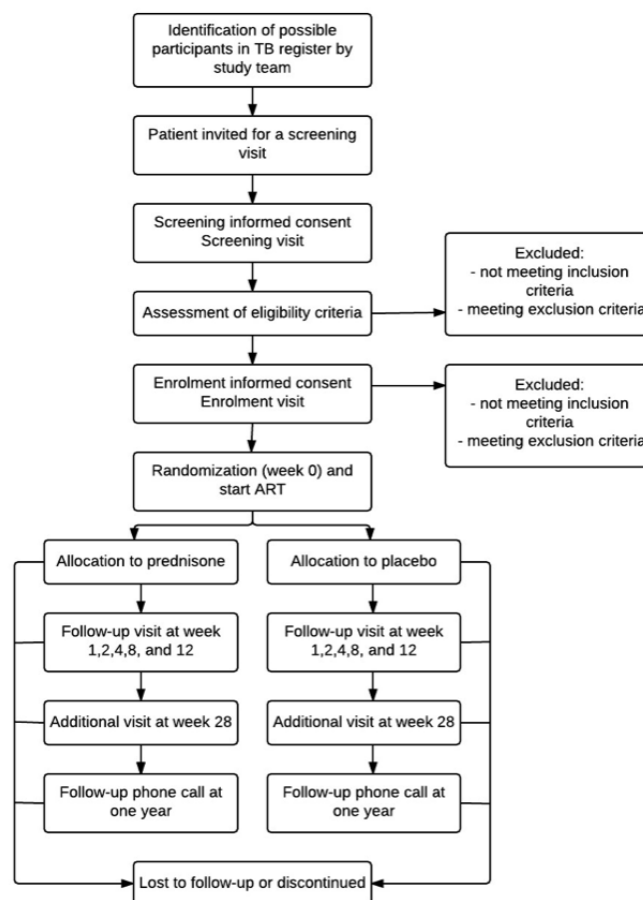 Identification of possible
participants in TB register by
study team
Patient invited for a screening
visit
Screening informed consent
Screening visit
Excluded:
- not meeting inclusion
criteria
- meeting exclusion criteria
Assessment of eligibility criteria
Enrolment informed consent
Enrolment visit
Excluded:
- not meeting inclusion
criteria
- meeting exclusion criteria
Randomization (week 0) and
start ART
Allocation to prednisone
Allocation to placebo
Follow-up visit at week
1,2,4,8, and 12
Follow-up visit at week
1,2,4,8, and 12
Additional visit at week 28
Additional visit at week 28
Follow-up phone call at
one year
Follow-up phone call at
one year
Lost to follow-up or discontinued